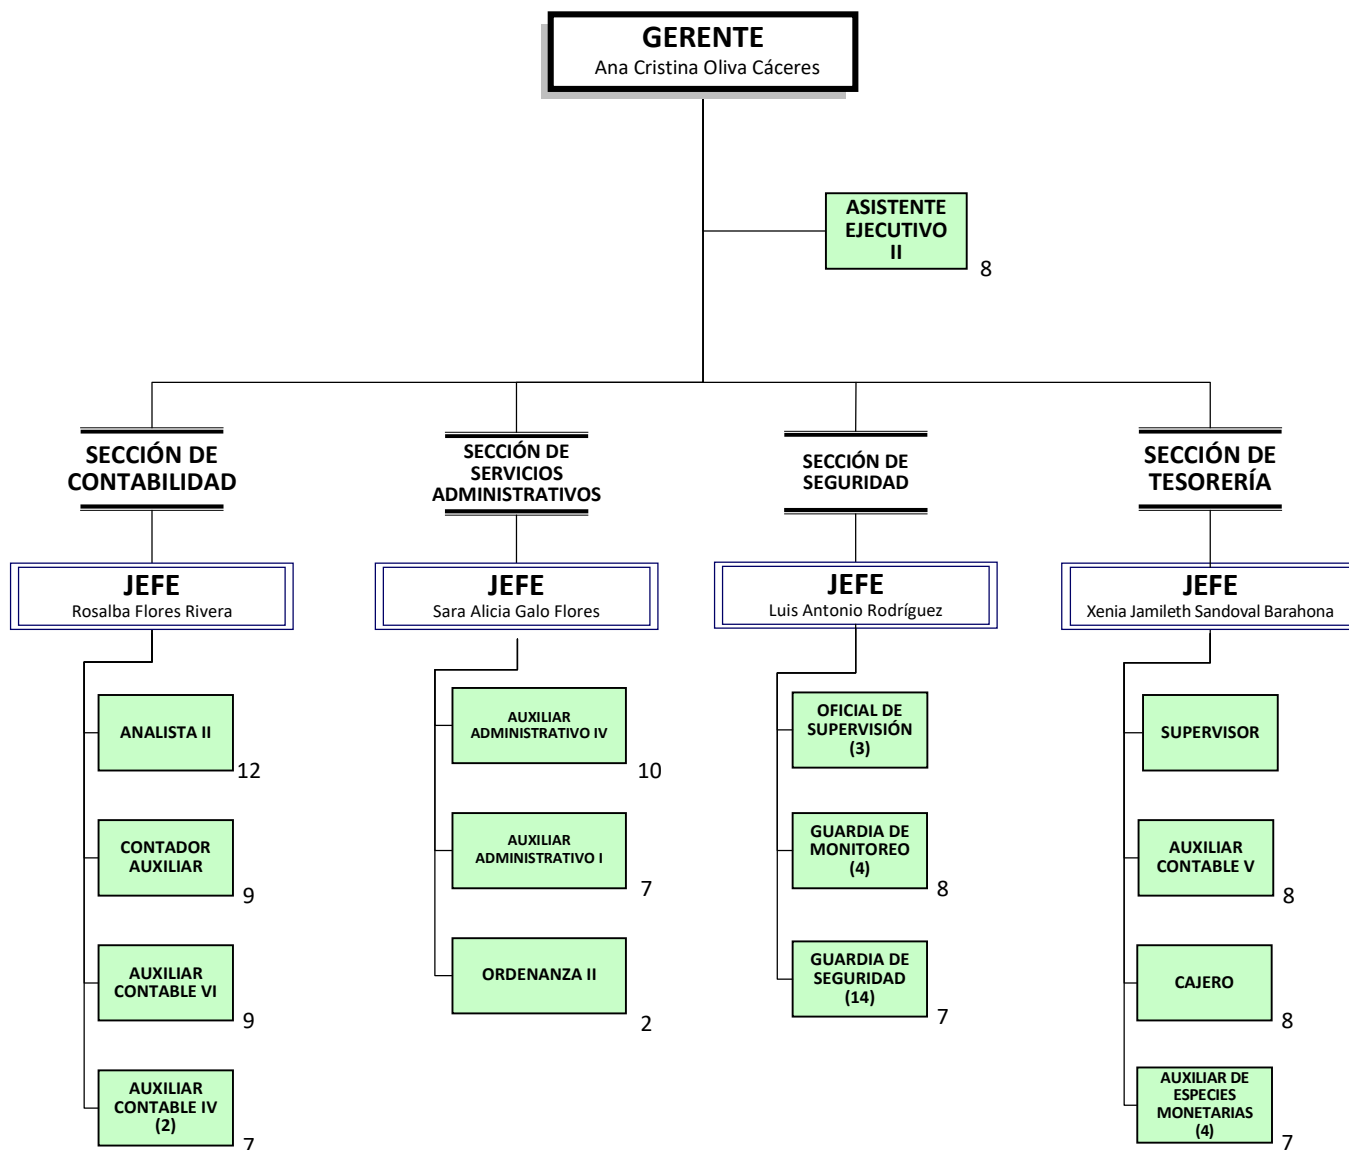 GERENTE
Ana Cristina Oliva Cáceres
ASISTENTE
EJECUTIVO
II
8
SECCIÓN DE
CONTABILIDAD
JEFE
Rosalba Flores Rivera
ANALISTA II
12
CONTADOR
AUXILIAR
9
AUXILIAR
CONTABLE VI
9
AUXILIAR
CONTABLE IV
(2)
7
SECCIÓN DE
SERVICIOS
ADMINISTRATIVOS
JEFE
Sara Alicia Galo Flores
AUXILIAR
ADMINISTRATIVO IV
10
AUXILIAR
ADMINISTRATIVO I
7
ORDENANZA II
2
SECCIÓN DE
SEGURIDAD
JEFE
Luis Antonio Rodríguez
OFICIAL DE
SUPERVISIÓN
(3)
GUARDIA DE
MONITOREO
(4)
8
GUARDIA DE
SEGURIDAD
(14)
7
SECCIÓN DE
TESORERÍA
JEFE
Xenia Jamileth Sandoval Barahona
SUPERVISOR
AUXILIAR
CONTABLE V
8
CAJERO
8
AUXILIAR DE
ESPECIES
MONETARIAS
(4)
7